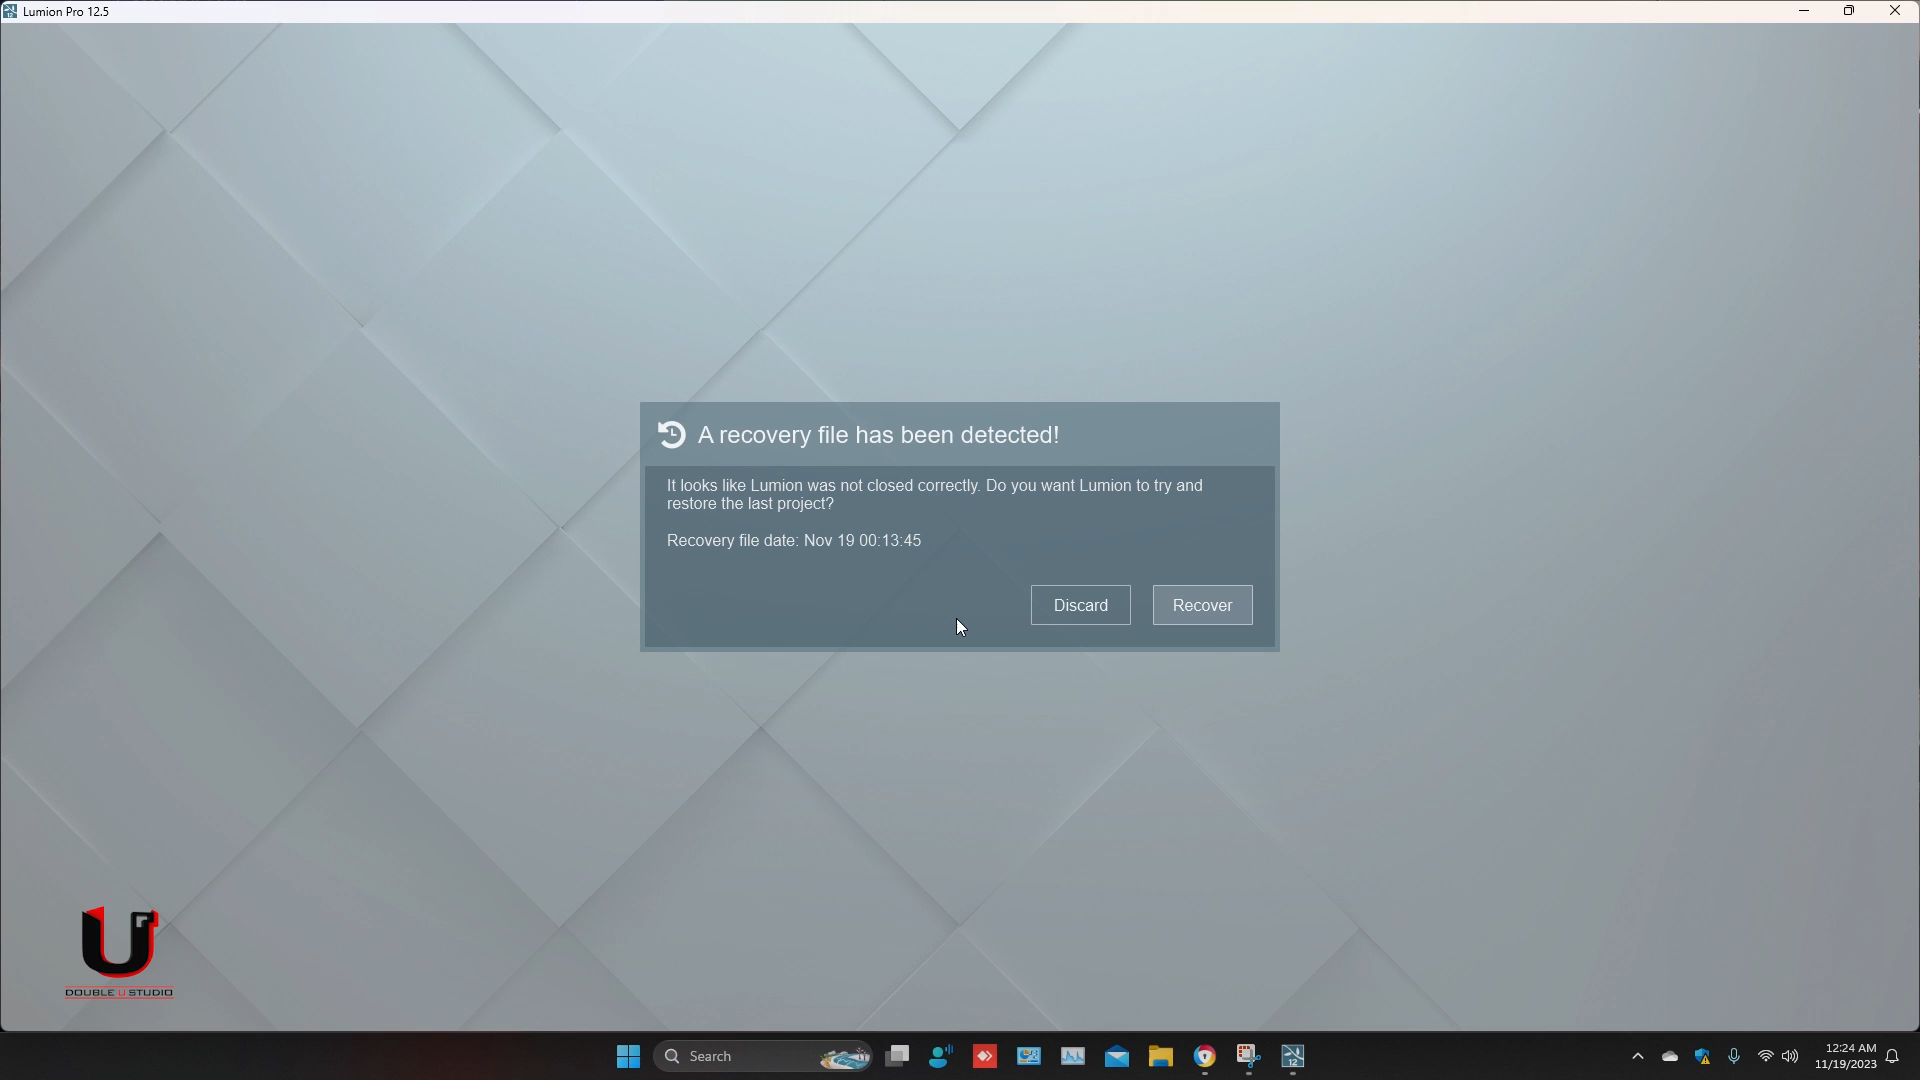 Lumion Pro 12.5
A recovery file has been detected!
It looks like Lumion was not closed correctly. Do you want Lumion to try and
restore the last project?
Recovery file date: Nov 19 00:13:45
Discard
Recover
DOUBLE U STUDIO
Search
12
12:24 AM
11/19/2023